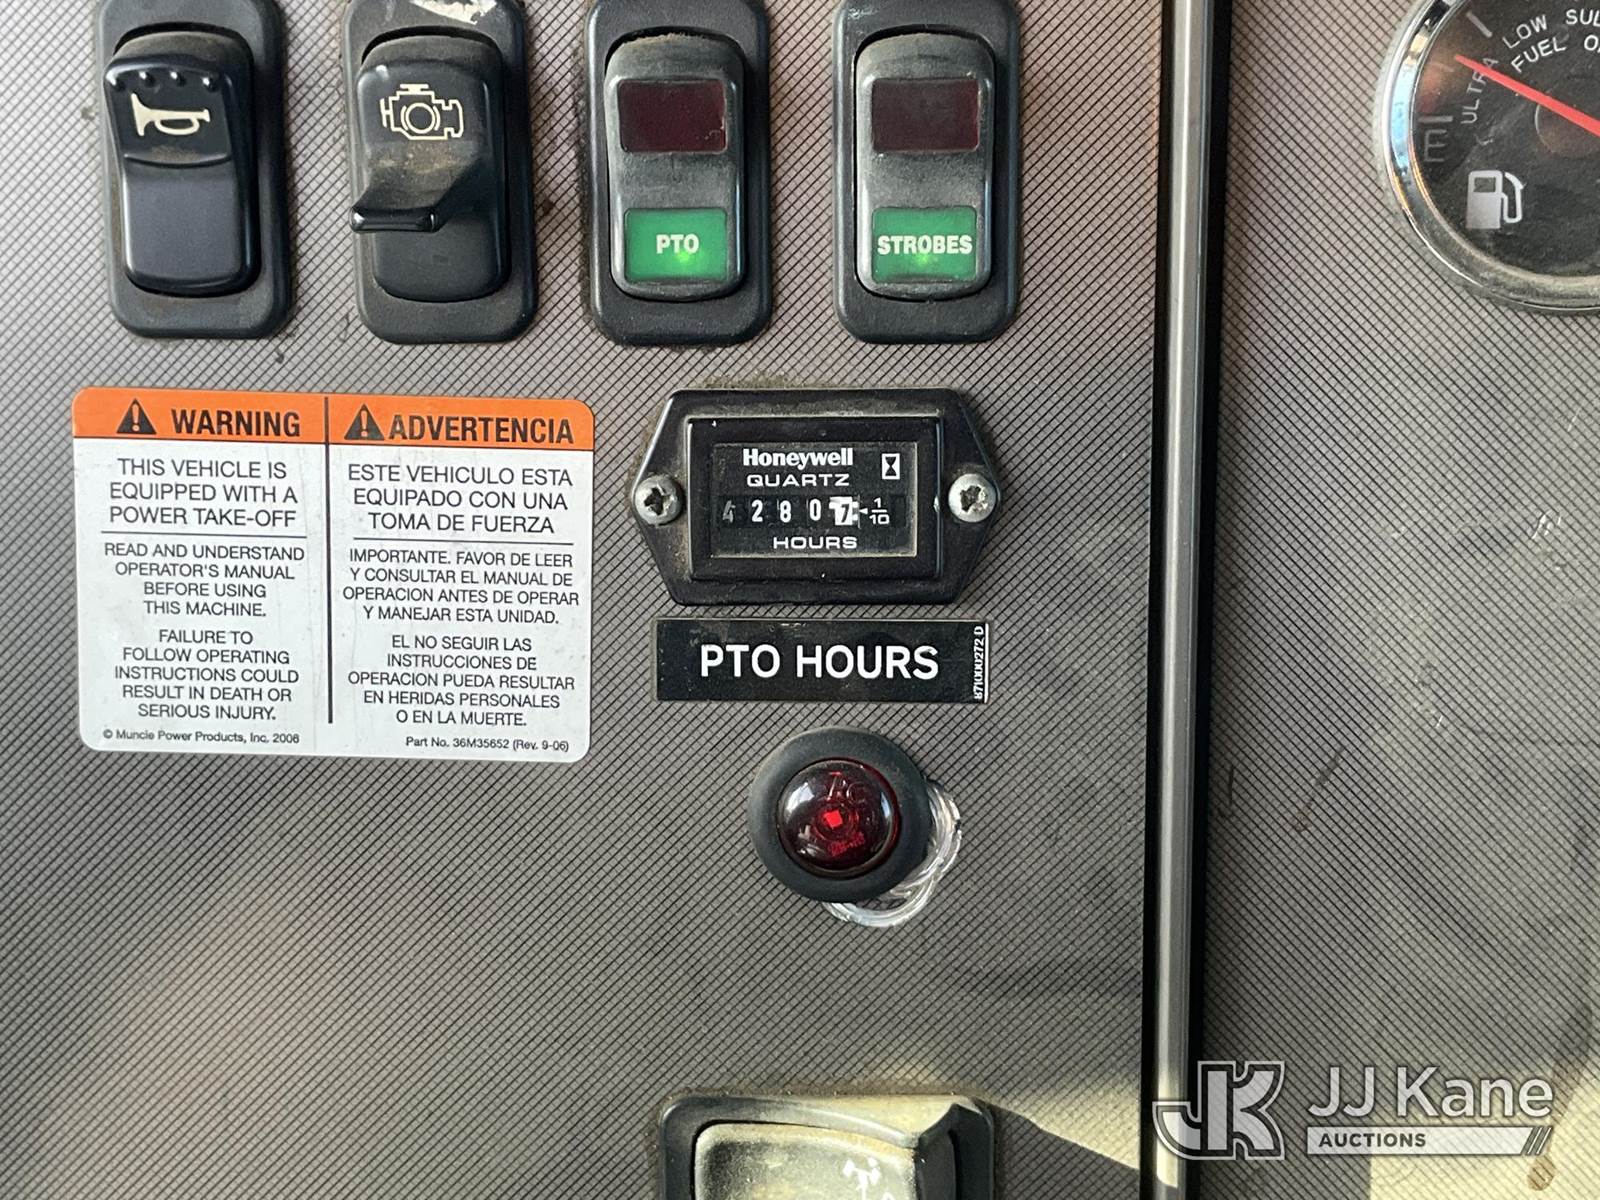 LOW SUL
FUEL O
ULTRA
E
PTO
STROBES
WARNING
THIS VEHICLE IS
EQUIPPED WITH A
POWER TAKE-OFF
READ AND UNDERSTAND
OPERATOR'S MANUAL
BEFORE USING
THIS MACHINE.
FAILURE TO
FOLLOW OPERATING
INSTRUCTIONS COULD
RESULT IN DEATH OR
SERIOUS INJURY.
© Muncie Power Products, Inc. 2006
ADVERTENCIA
ESTE VEHICULO ESTA
EQUIPADO CON UNA
TOMA DE FUERZA
IMPORTANTE. FAVOR DE LEER
Y CONSULTAR EL MANUAL DE
OPERACION ANTES DE OPERAR
Y MANEJAR ESTA UNIDAD.
EL NO SEGUIR LAS
INSTRUCCIONES DE
OPERACION PUEDA RESULTAR
EN HERIDAS PERSONALES
O EN LA MUERTE.
Part No. 36M35652 (Rev. 9-06)
Honeywell
QUARTZ
4 2 8 0 7 1/10
HOURS
PTO HOURS
871000272 D
JK JJ Kane
AUCTIONS